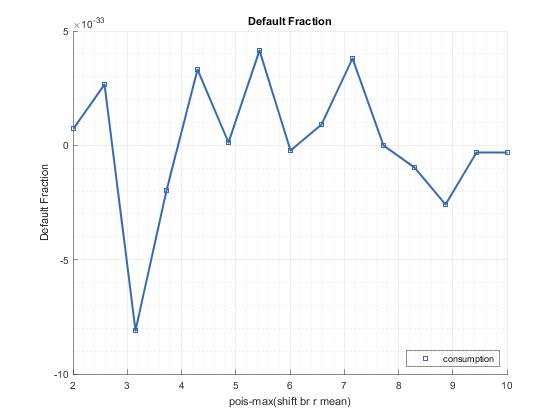 Default Fraction
×10^-33
5
0
-5
-10
Default Fraction
2 3 4 5 6 7 8 9 10
pois-max(shift br r mean)
consumption